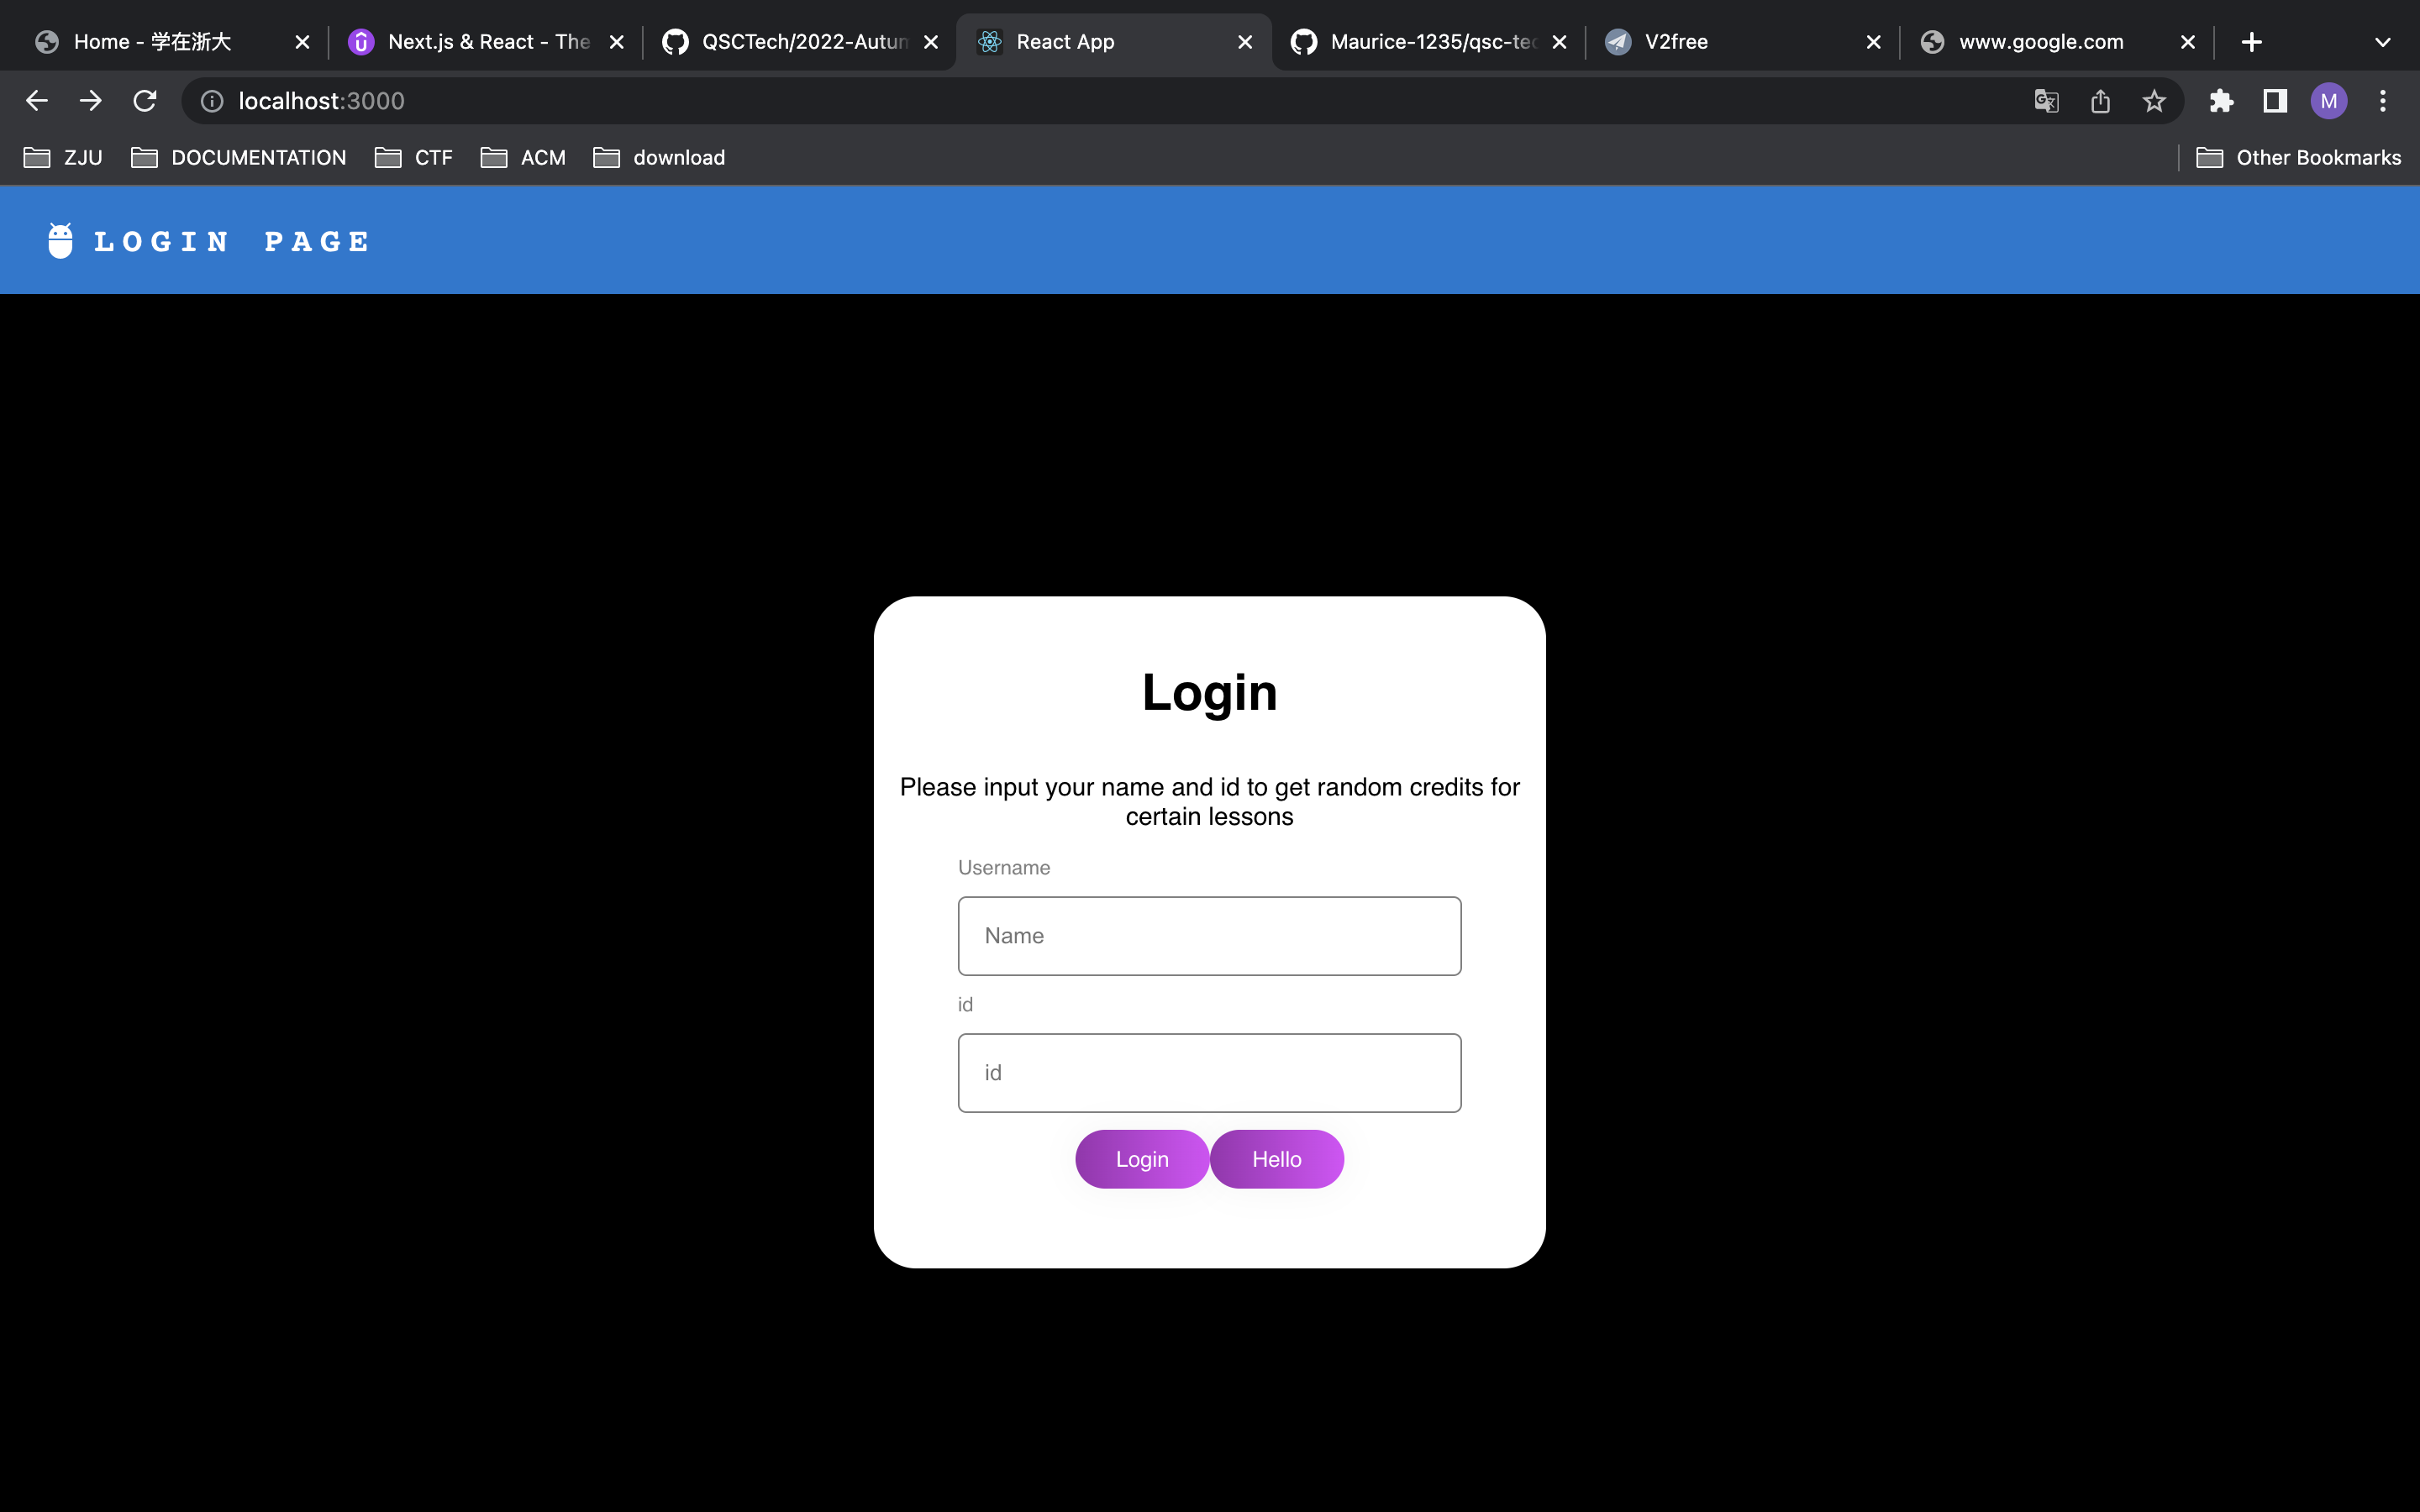 Home - 学在浙大
Next.js & React - The
QSCTech/2022-Autum
React App
Maurice-1235/qsc-tec
V2free
www.google.com
localhost:3000
M
ZJU
DOCUMENTATION
CTF
ACM
download
Other Bookmarks
LOGIN PAGE
Login
Please input your name and id to get random credits for
certain lessons
Username
Name
id
id
Login
Hello